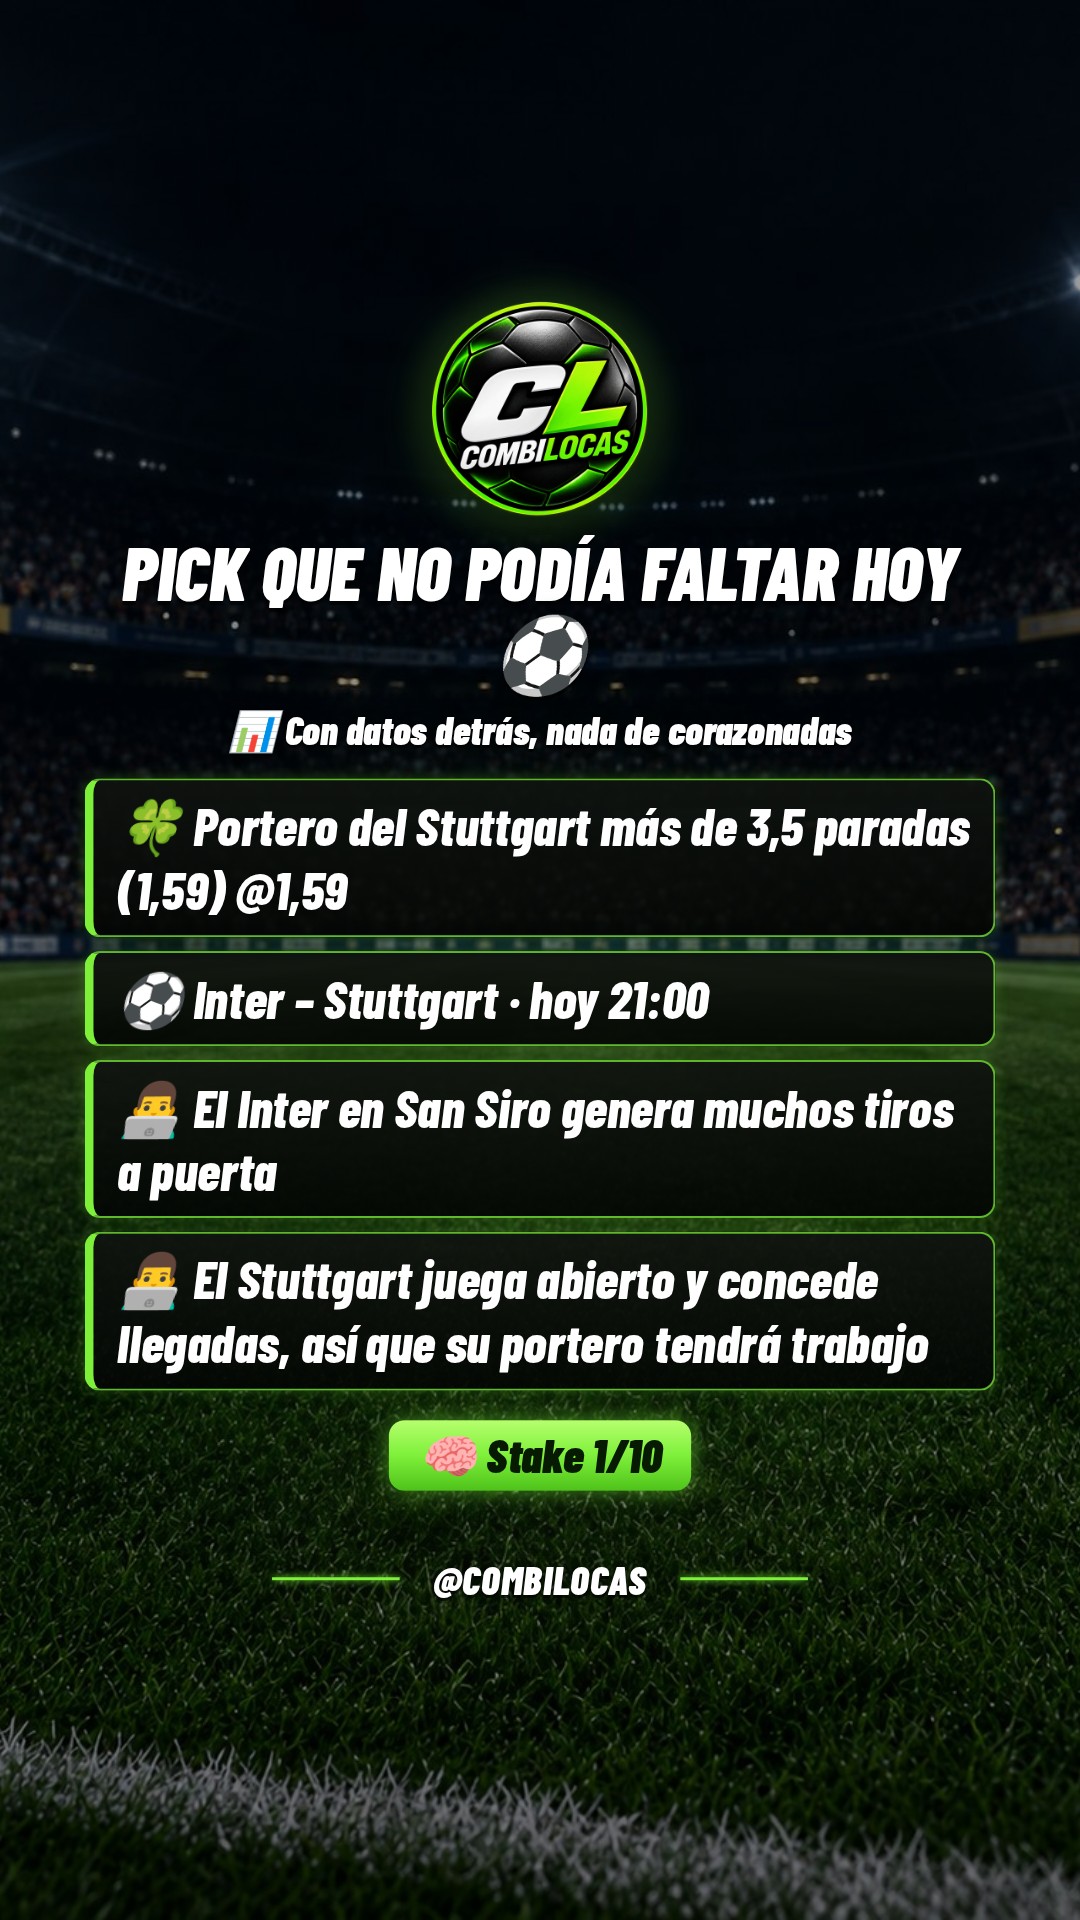 CL
COMBILOCAS
PICK QUE NO PODÍA FALTAR HOY
⚽
📊 Con datos detrás, nada de corazonadas
🍀 Portero del Stuttgart más de 3,5 paradas
(1,59) @1,59
⚽ Inter – Stuttgart · hoy 21:00
👨‍💻 El Inter en San Siro genera muchos tiros
a puerta
👨‍💻 El Stuttgart juega abierto y concede
llegadas, así que su portero tendrá trabajo
🧠 Stake 1/10
@COMBILOCAS